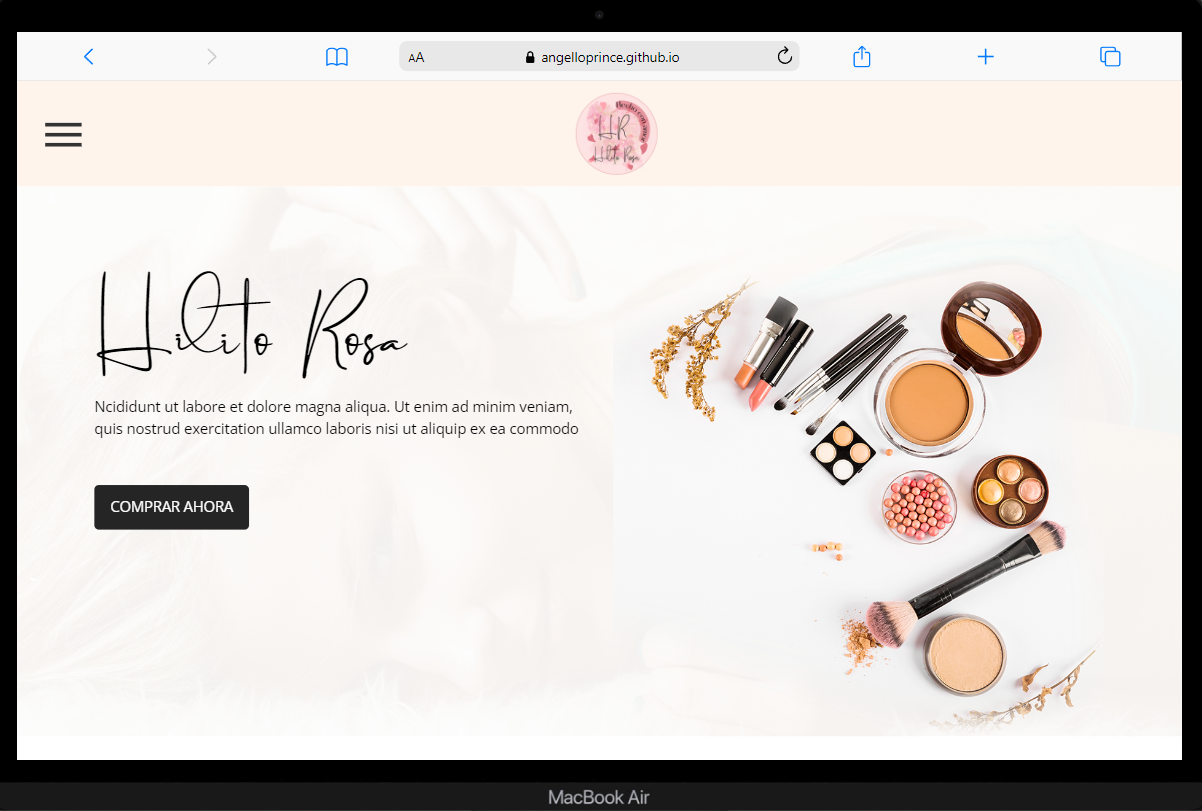 AA
angelloprince.github.io
Hecho con amor
HR
Hilito Rosa
Hilito Rosa
Ncididunt ut labore et dolore magna aliqua. Ut enim ad minim veniam,
quis nostrud exercitation ullamco laboris nisi ut aliquip ex ea commodo
COMPRAR AHORA
MacBook Air